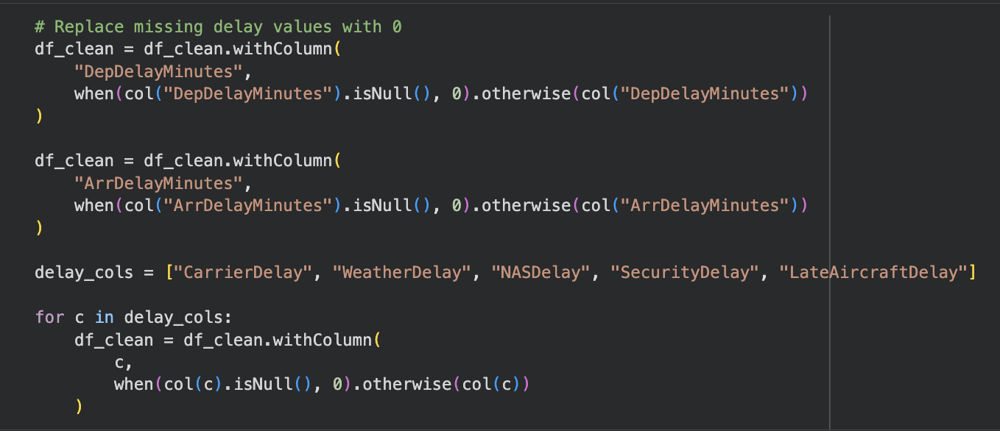 # Replace missing delay values with 0
df_clean = df_clean.withColumn(
    "DepDelayMinutes",
    when(col("DepDelayMinutes").isNull(), 0).otherwise(col("DepDelayMinutes"))
)

df_clean = df_clean.withColumn(
    "ArrDelayMinutes",
    when(col("ArrDelayMinutes").isNull(), 0).otherwise(col("ArrDelayMinutes"))
)

delay_cols = ["CarrierDelay", "WeatherDelay", "NASDelay", "SecurityDelay", "LateAircraftDelay"]

for c in delay_cols:
    df_clean = df_clean.withColumn(
        c,
        when(col(c).isNull(), 0).otherwise(col(c))
    )